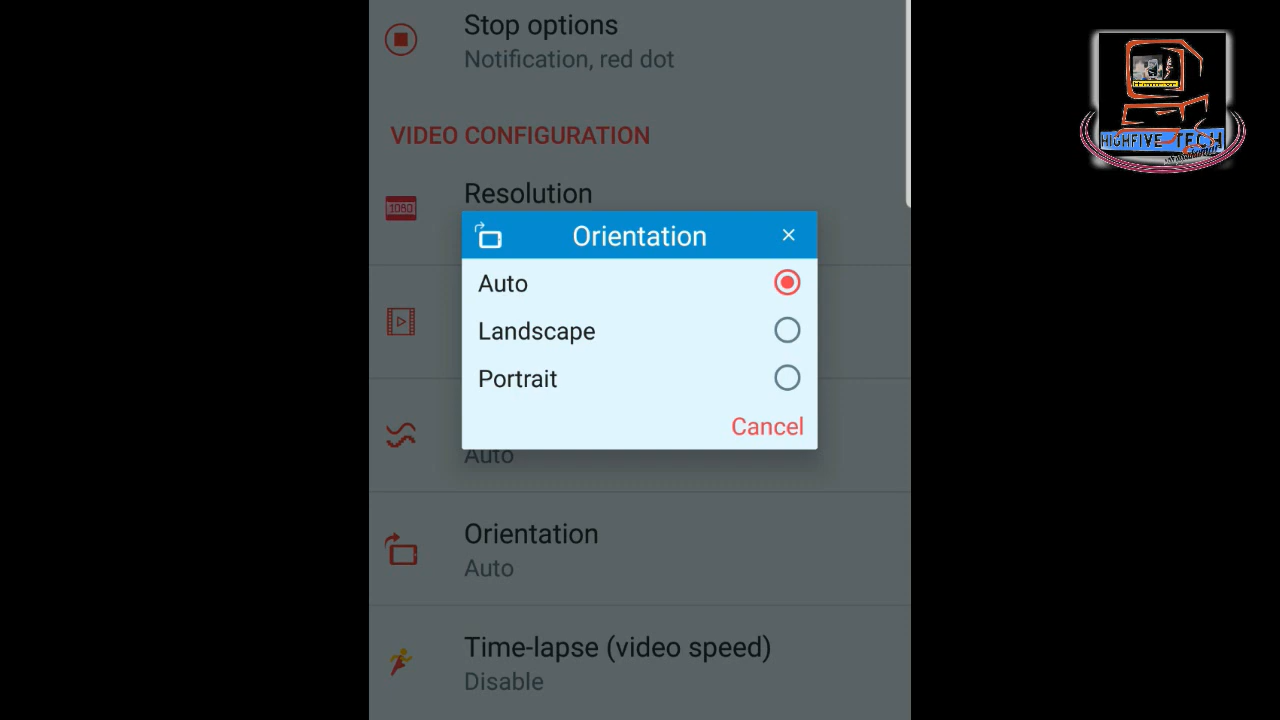 Stop options
Notification, red dot
VIDEO CONFIGURATION
Resolution
1080
Orientation
Auto
Landscape
Portrait
Cancel
Auto
Orientation
Auto
Time-lapse (video speed)
Disable
HIGHFIVE TECH